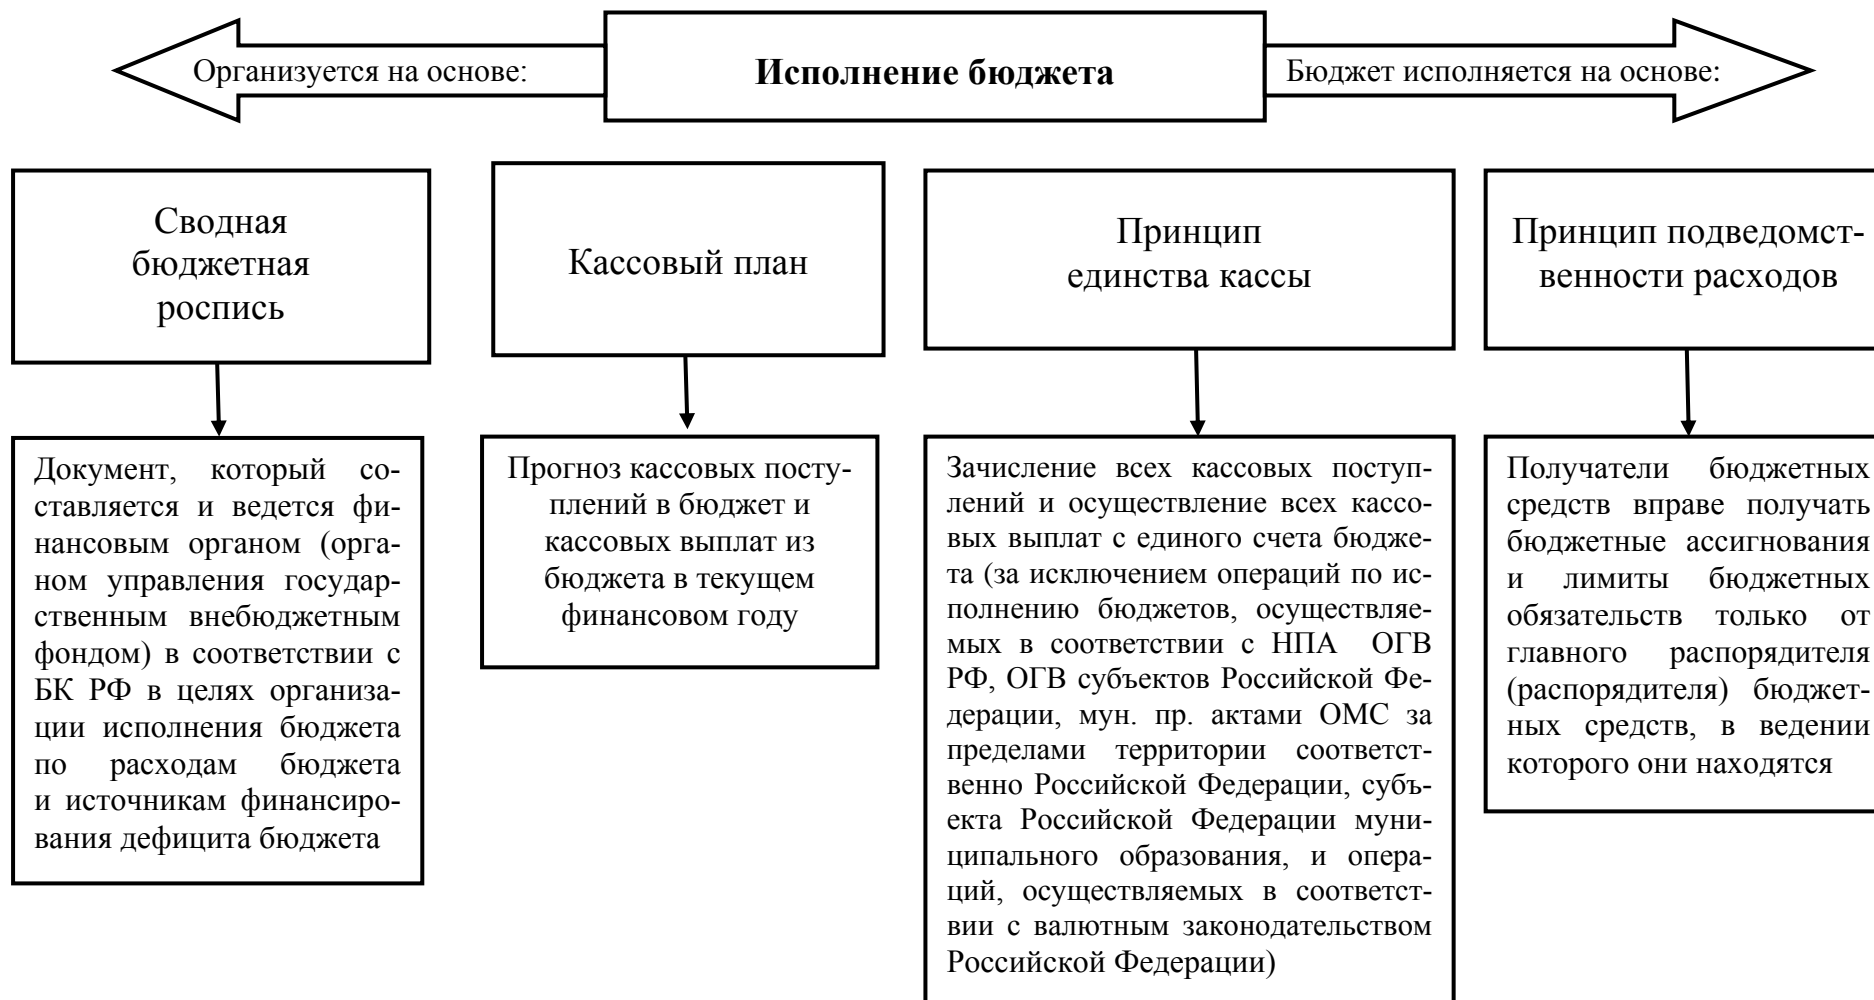 Организуется на основе:
Исполнение бюджета
Бюджет исполняется на основе:
Сводная
бюджетная
роспись
Кассовый план
Принцип
единства кассы
Принцип подведомст-
венности расходов
Документ, который со-
ставляется и ведется фи-
нансовым органом (орга-
ном управления государ-
ственным внебюджетным
фондом) в соответствии с
БК РФ в целях организа-
ции исполнения бюджета
по расходам бюджета
и источникам финансиро-
вания дефицита бюджета
Прогноз кассовых посту-
плений в бюджет и
кассовых выплат из
бюджета в текущем
финансовом году
Зачисление всех кассовых поступ-
лений и осуществление всех кассо-
вых выплат с единого счета бюдже-
та (за исключением операций по ис-
полнению бюджетов, осуществляе-
мых в соответствии с НПА ОГВ
РФ, ОГВ субъектов Российской Фе-
дерации, мун. пр. актами ОМС за
пределами территории соответст-
венно Российской Федерации, субъ-
екта Российской Федерации муни-
ципального образования, и опера-
ций, осуществляемых в соответст-
вии с валютным законодательством
Российской Федерации)
Получатели бюджетных
средств вправе получать
бюджетные ассигнования
и лимиты бюджетных
обязательств только от
главного распорядителя
(распорядителя) бюджет-
ных средств, в ведении
которого они находятся